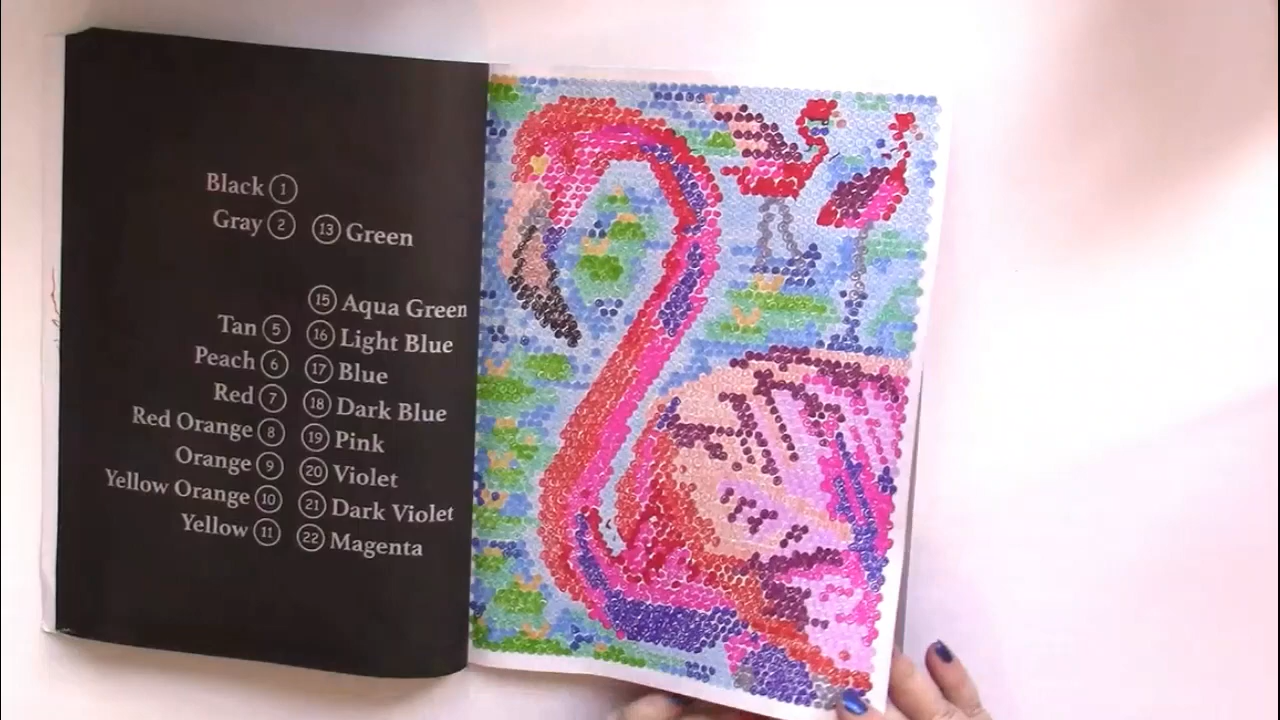 Black 1
Gray 2 13 Green
15 Aqua Green
Tan 5 16 Light Blue
Peach 6 17 Blue
Red 7 18 Dark Blue
Red Orange 8 19 Pink
Orange 9 20 Violet
Yellow Orange 10 21 Dark Violet
Yellow 11 22 Magenta